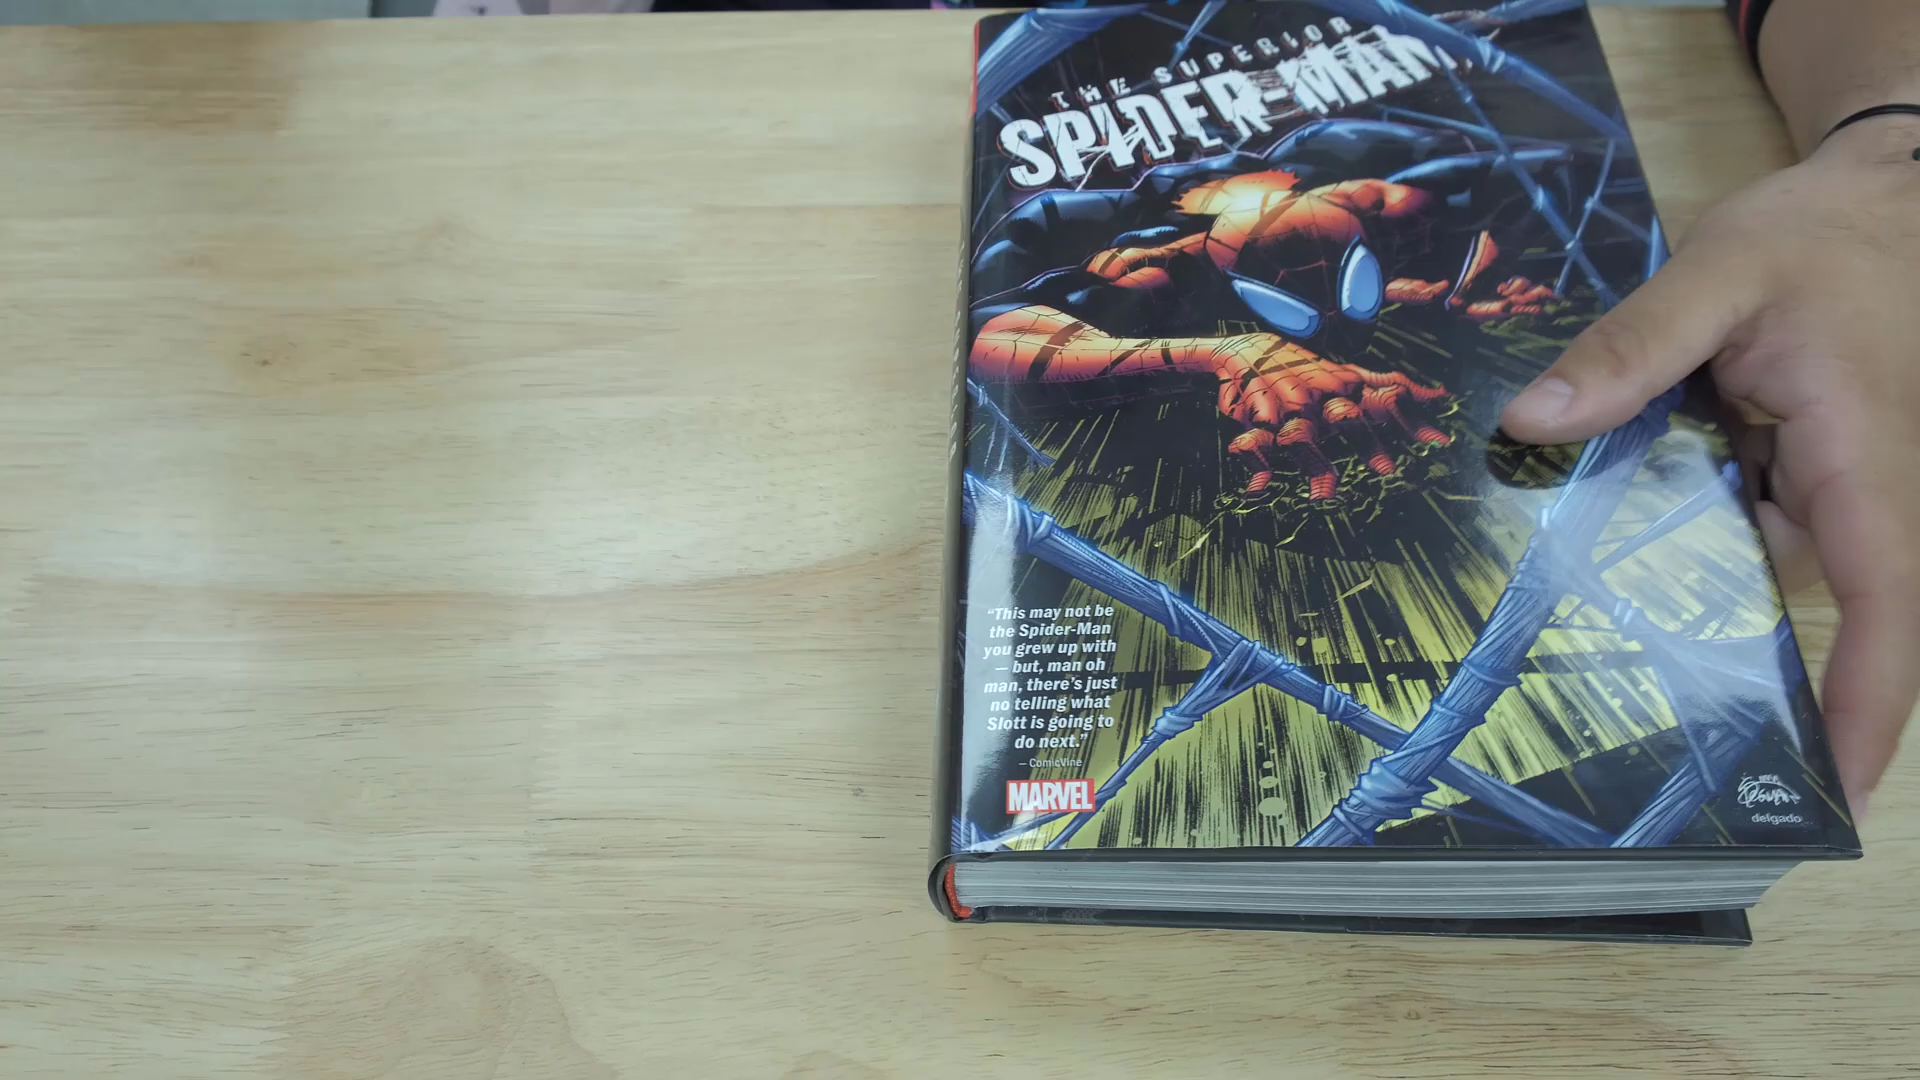 THE SUPERIOR
SPIDER-MAN
“This may not be
the Spider-Man
you grew up with
— but, man oh
man, there’s just
no telling what
Slott is going to
do next.”
— ComicVine
MARVEL
delgado